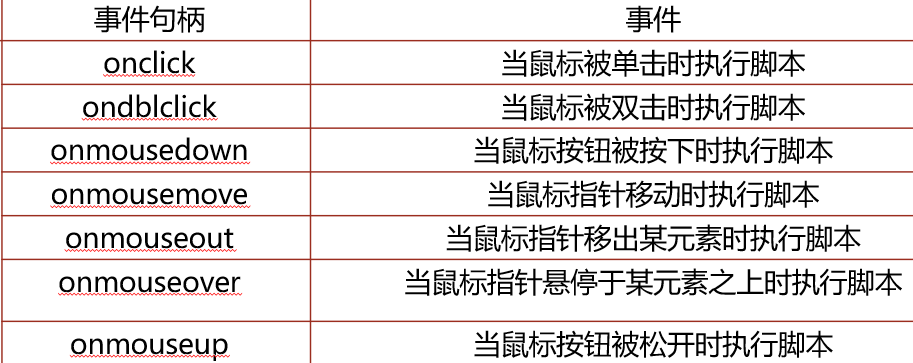 事件句柄 事件
onclick 当鼠标被单击时执行脚本
ondblclick 当鼠标被双击时执行脚本
onmousedown 当鼠标按钮被按下时执行脚本
onmousemove 当鼠标指针移动时执行脚本
onmouseout 当鼠标指针移出某元素时执行脚本
onmouseover 当鼠标指针悬停于某元素之上时执行脚本
onmouseup 当鼠标按钮被松开时执行脚本